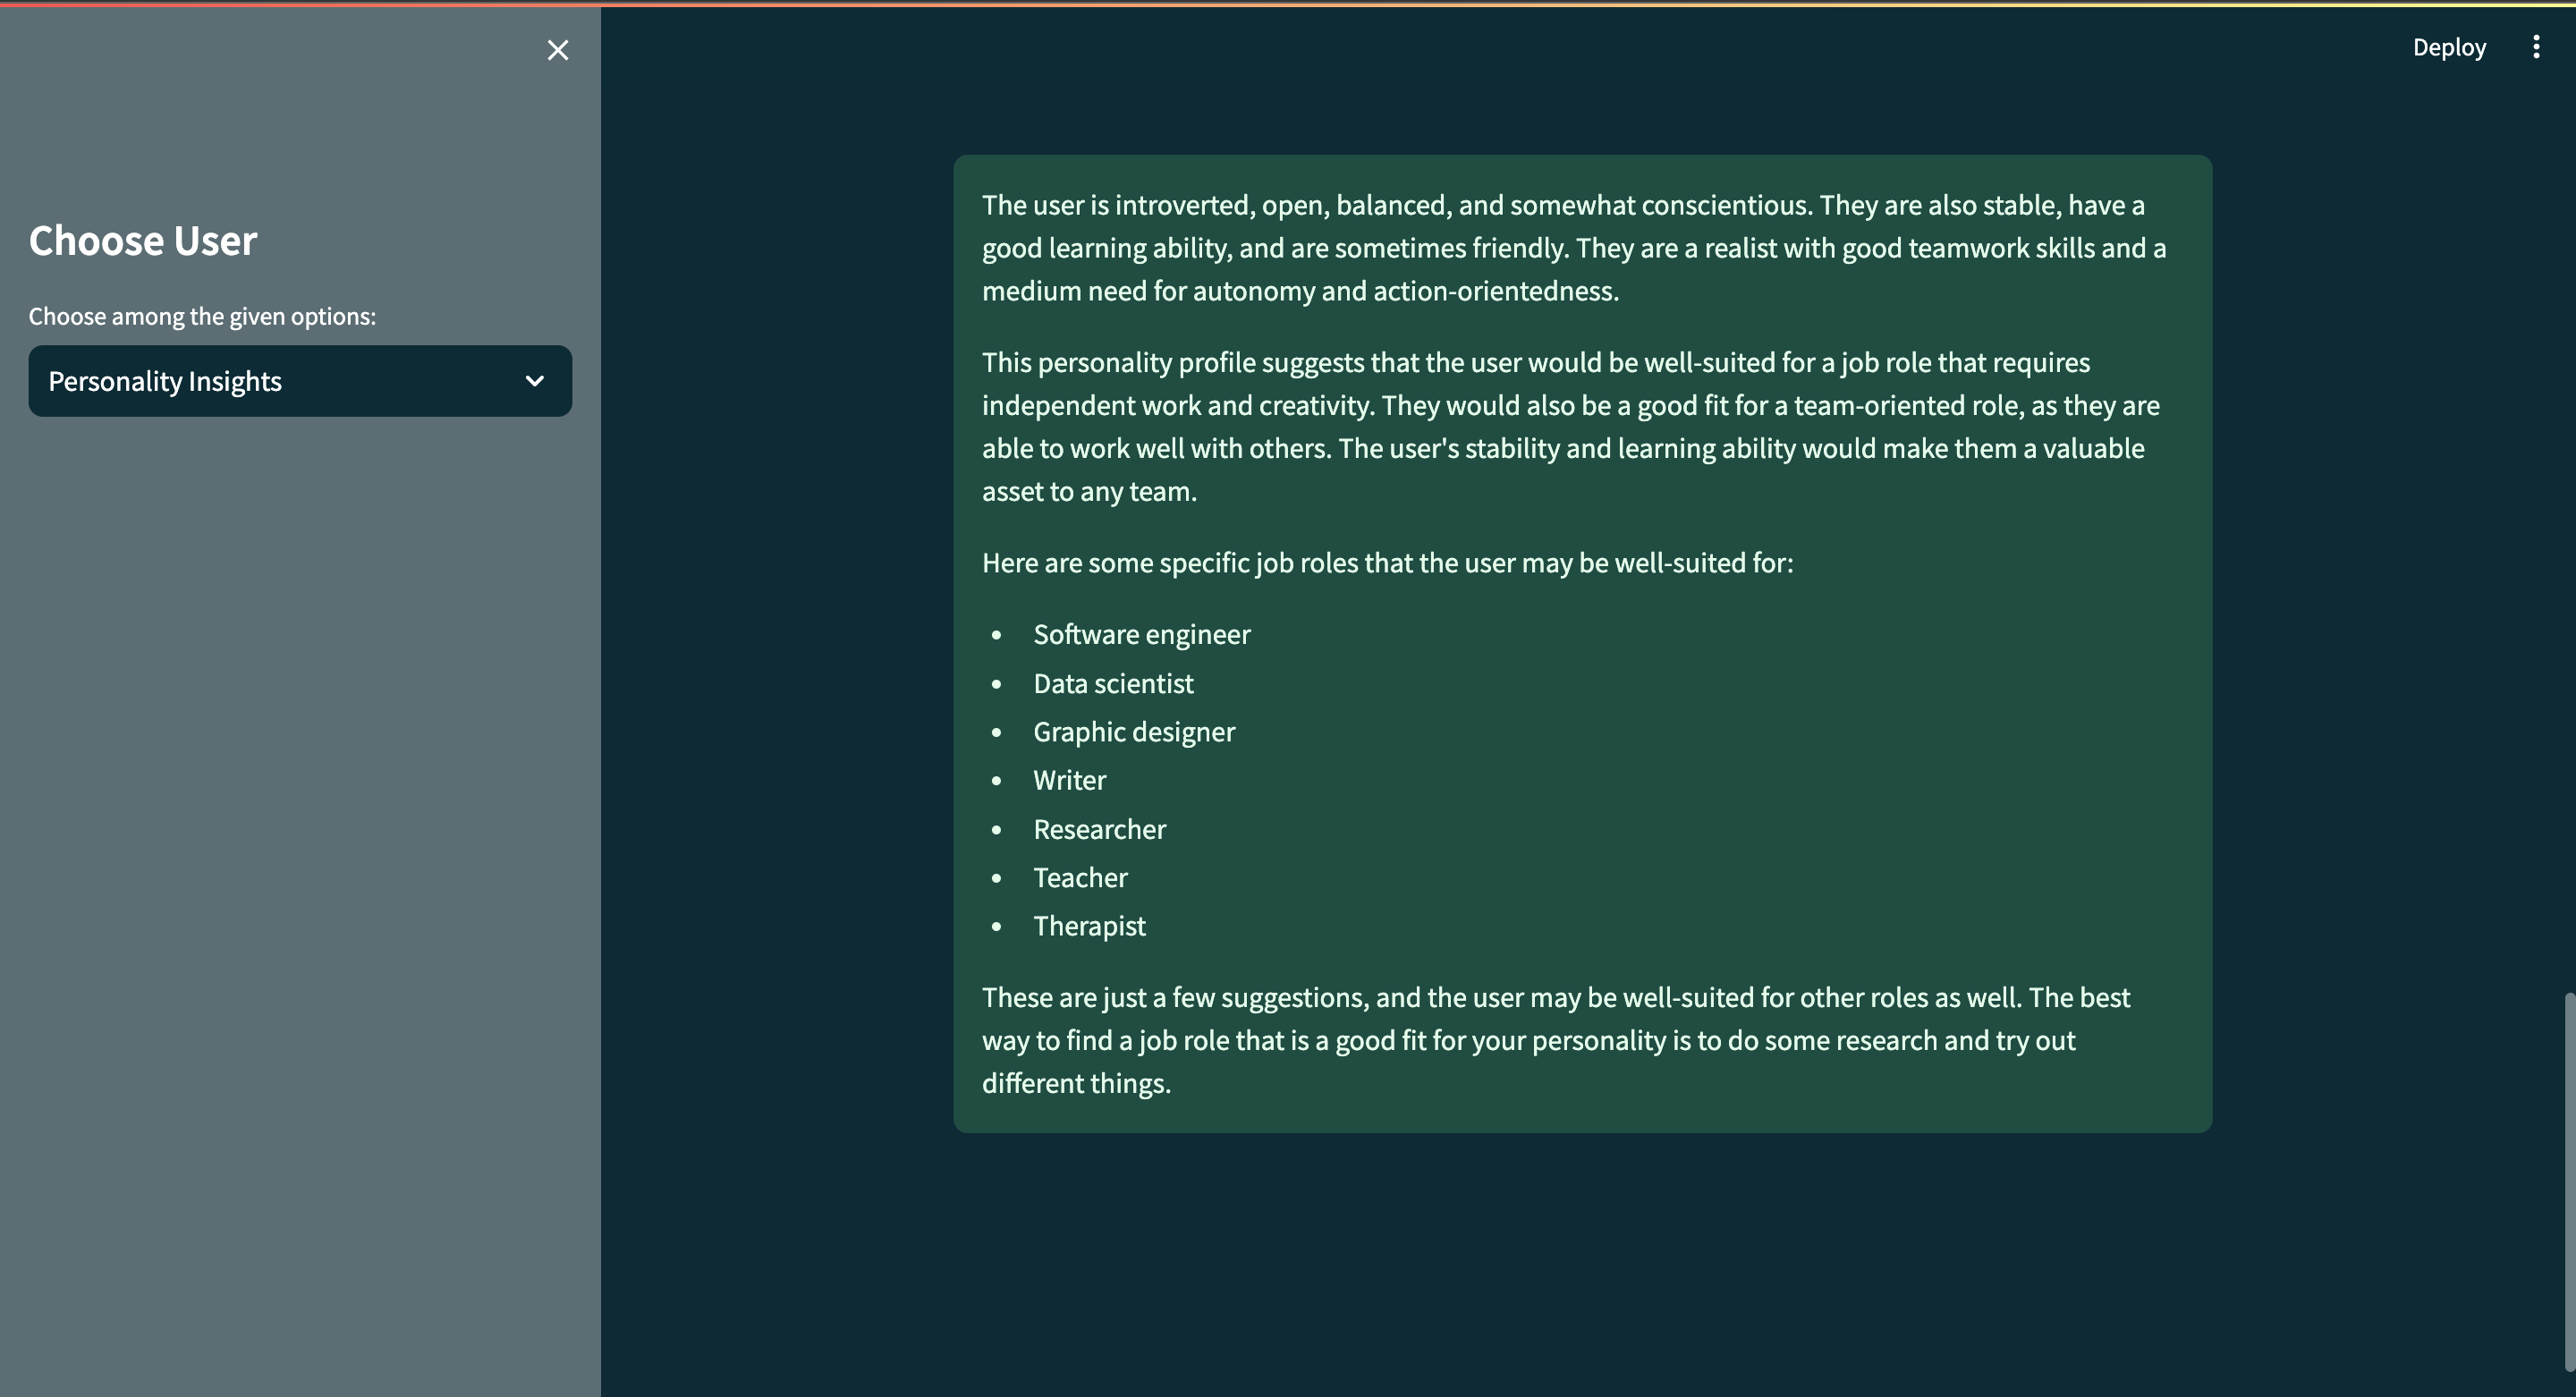 Deploy
Choose User
Choose among the given options:
Personality Insights
The user is introverted, open, balanced, and somewhat conscientious. They are also stable, have a
good learning ability, and are sometimes friendly. They are a realist with good teamwork skills and a
medium need for autonomy and action-orientedness.
This personality profile suggests that the user would be well-suited for a job role that requires
independent work and creativity. They would also be a good fit for a team-oriented role, as they are
able to work well with others. The user's stability and learning ability would make them a valuable
asset to any team.
Here are some specific job roles that the user may be well-suited for:
• Software engineer
• Data scientist
• Graphic designer
• Writer
• Researcher
• Teacher
• Therapist
These are just a few suggestions, and the user may be well-suited for other roles as well. The best
way to find a job role that is a good fit for your personality is to do some research and try out
different things.